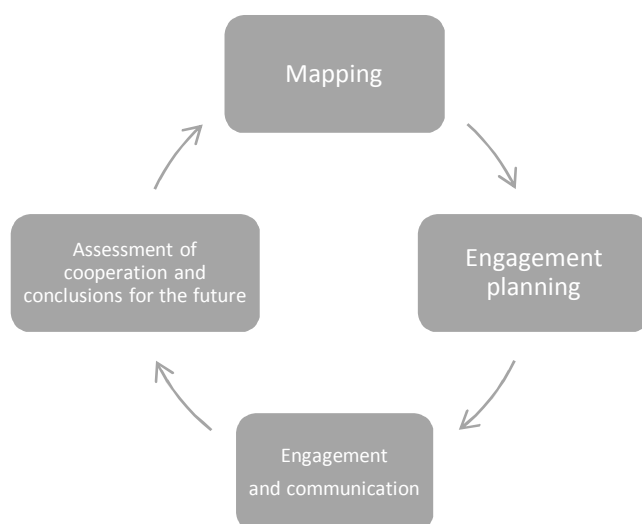 Mapping
Engagement
planning
Engagement
and communication
Assessment of
cooperation and
conclusions for the future